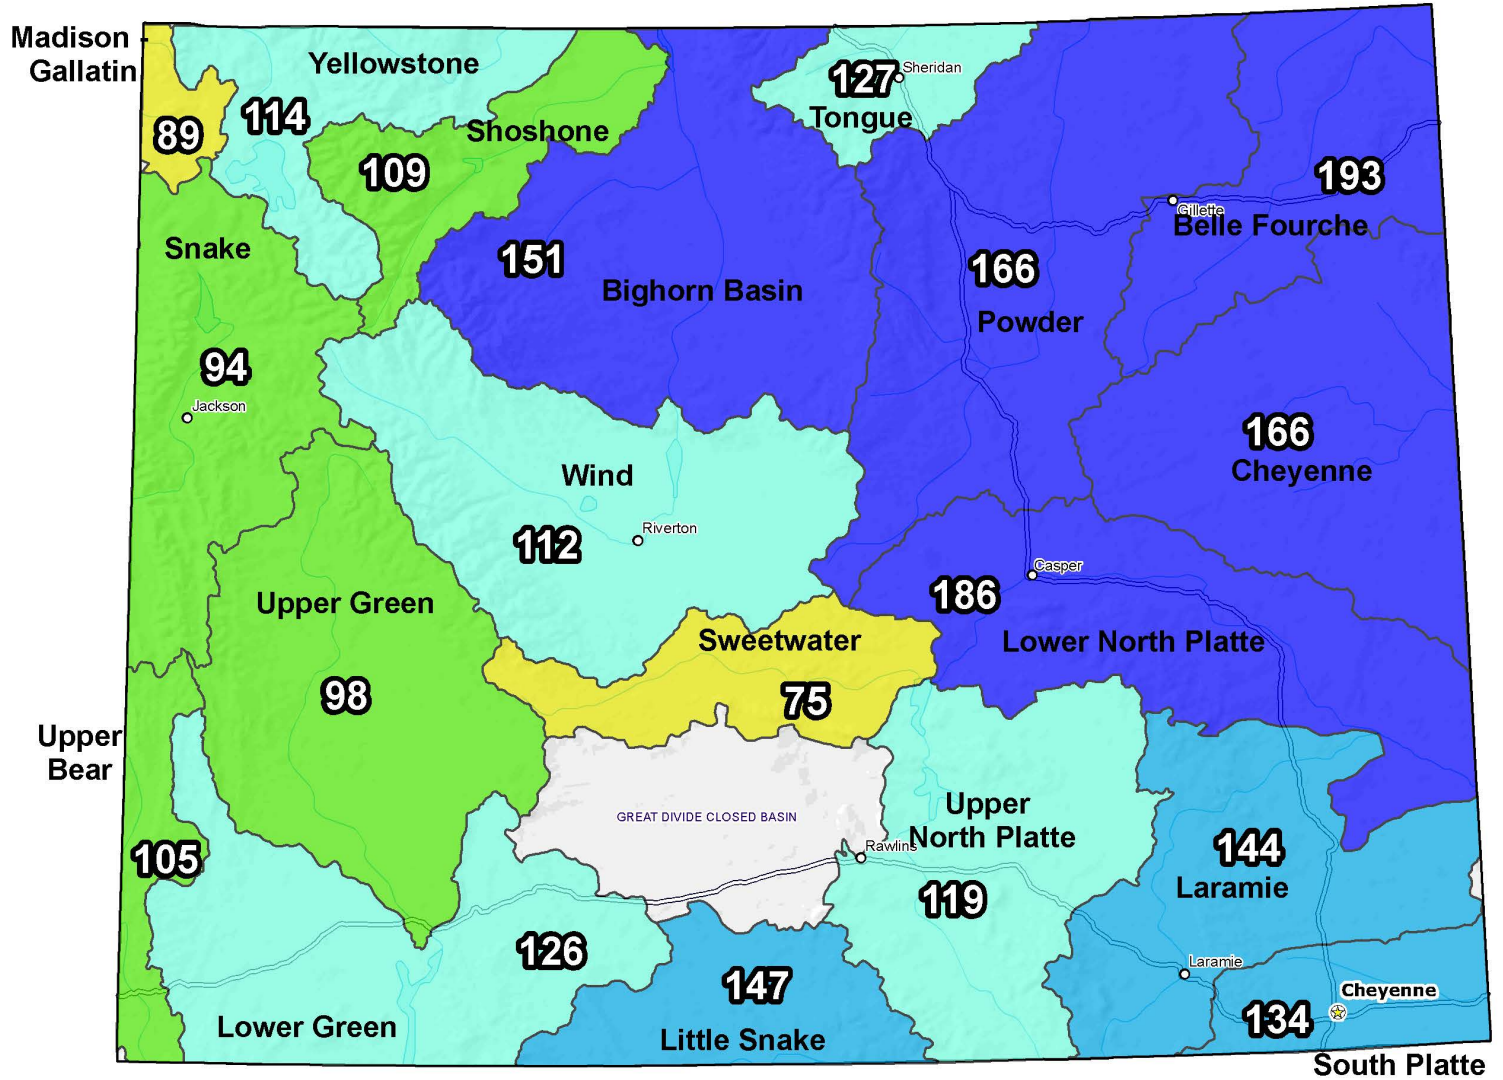 Madison
Gallatin
Yellowstone
127
Sheridan
Tongue
114
89
Shoshone
109
193
Gillette
Belle Fourche
Snake
151
166
Bighorn Basin
Powder
94
Jackson
166
Cheyenne
Wind
112
Riverton
Casper
186
Upper Green
Sweetwater
Lower North Platte
98
75
Upper
Bear
GREAT DIVIDE CLOSED BASIN
Upper
North Platte
Rawlins
105
144
Laramie
119
126
147
Laramie
Cheyenne
134
Lower Green
Little Snake
South Platte